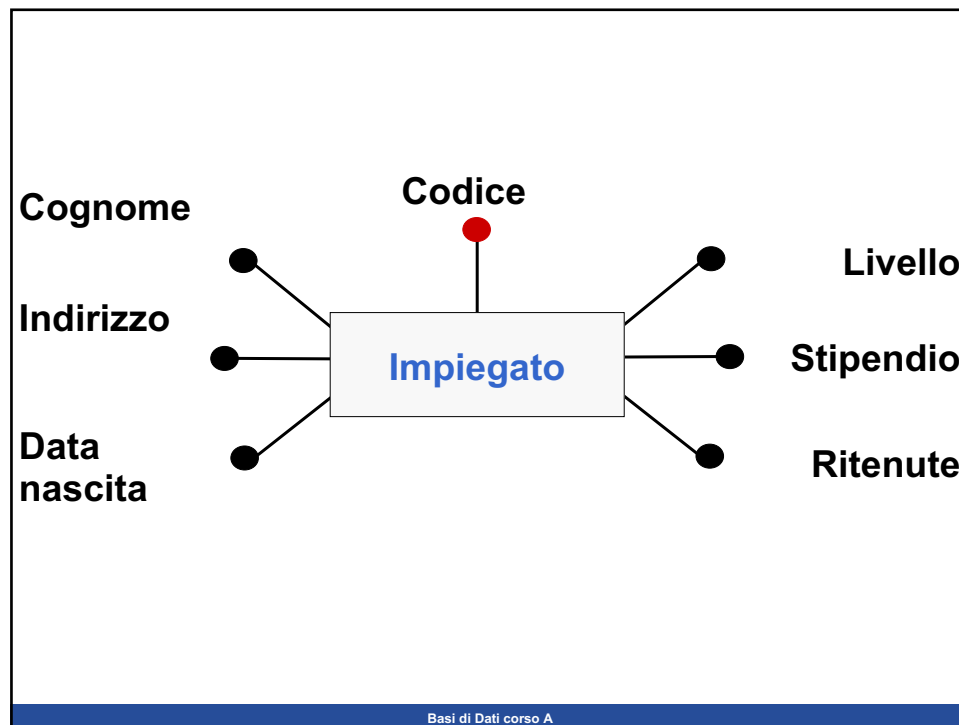 Codice
Cognome
Livello
Indirizzo
Stipendio
Impiegato
Data
nascita
Ritenute
Basi di Dati corso A